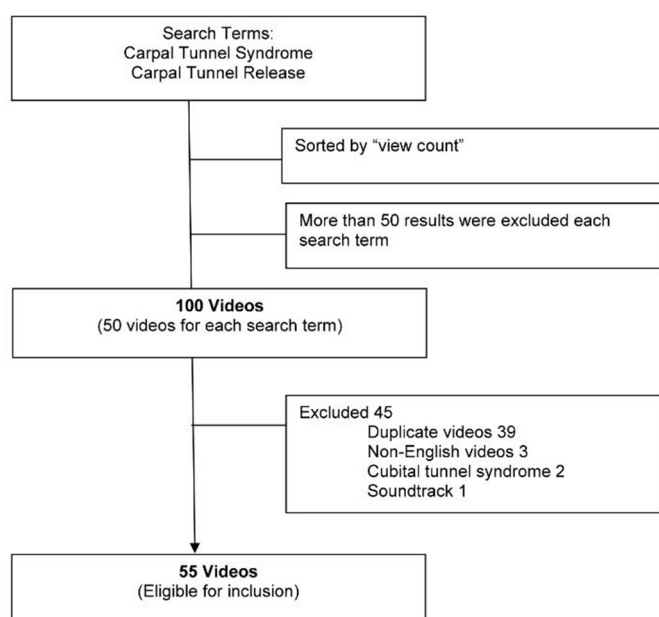 Search Terms:
Carpal Tunnel Syndrome
Carpal Tunnel Release
Sorted by “view count”
More than 50 results were excluded each
search term
100 Videos
(50 videos for each search term)
Excluded 45
Duplicate videos 39
Non-English videos 3
Cubital tunnel syndrome 2
Soundtrack 1
55 Videos
(Eligible for inclusion)